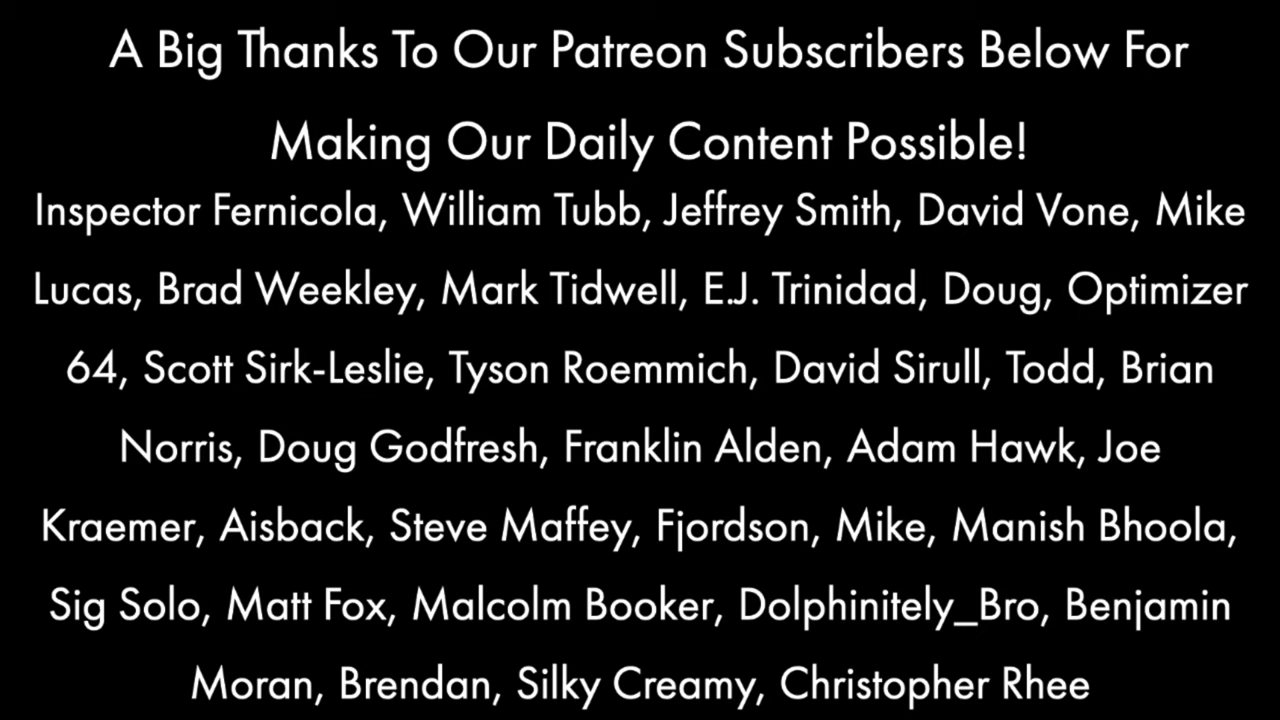 A Big Thanks To Our Patreon Subscribers Below For
Making Our Daily Content Possible!
Inspector Fernicola, William Tubb, Jeffrey Smith, David Vone, Mike
Lucas, Brad Weekley, Mark Tidwell, E.J. Trinidad, Doug, Optimizer
64, Scott Sirk-Leslie, Tyson Roemmich, David Sirull, Todd, Brian
Norris, Doug Godfresh, Franklin Alden, Adam Hawk, Joe
Kraemer, Aisback, Steve Maffey, Fjordson, Mike, Manish Bhoola,
Sig Solo, Matt Fox, Malcolm Booker, Dolphinitely_Bro, Benjamin
Moran, Brendan, Silky Creamy, Christopher Rhee